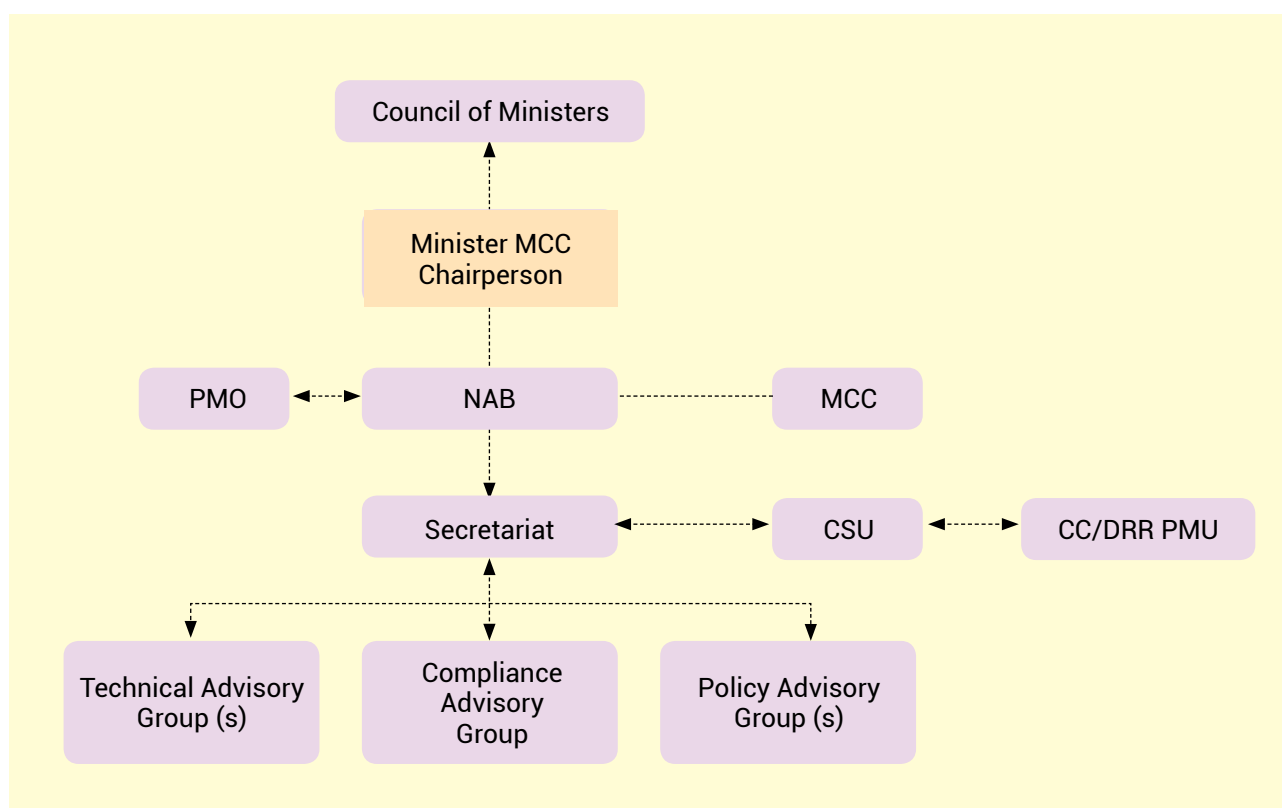 Council of Ministers
Minister MCC
Chairperson
PMO
NAB
MCC
Secretariat
CSU
CC/DRR PMU
Technical Advisory
Group (s)
Compliance
Advisory
Group
Policy Advisory
Group (s)